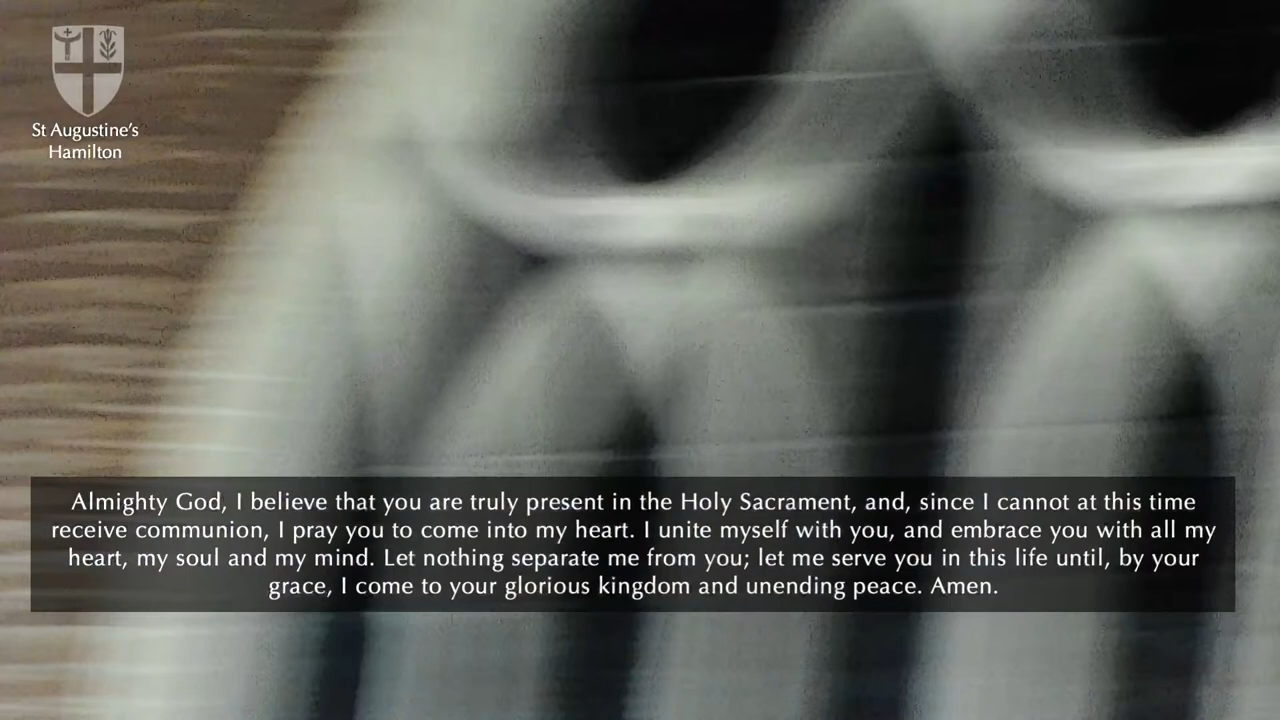 St Augustine's
Hamilton
Almighty God, I believe that you are truly present in the Holy Sacrament, and, since I cannot at this time
receive communion, I pray you to come into my heart. I unite myself with you, and embrace you with all my
heart, my soul and my mind. Let nothing separate me from you; let me serve you in this life until, by your
grace, I come to your glorious kingdom and unending peace. Amen.